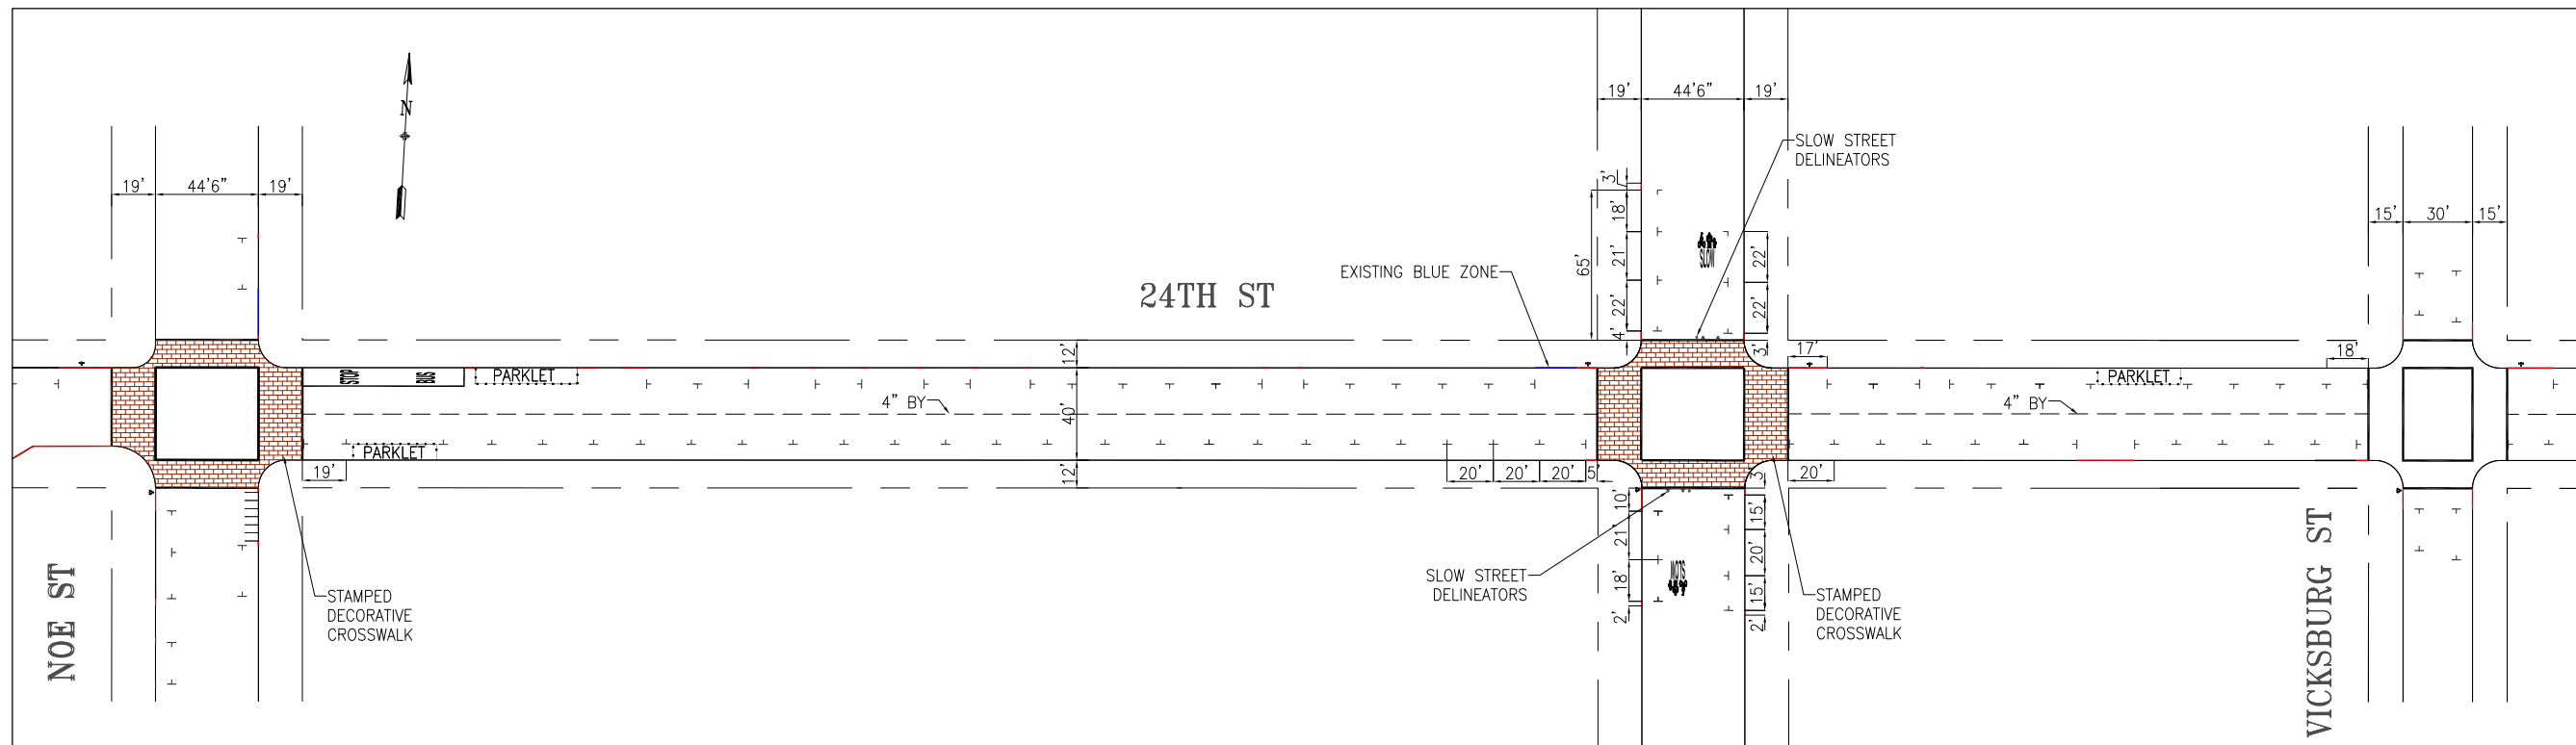 19'
44'6"
19'
N
19'
44'6"
19'
SLOW STREET
DELINEATORS
3'
18'
21'
22'
4'
65'
SLOW
22'
22'
3'
15'
30'
15'
24TH ST
EXISTING BLUE ZONE
12'
40'
12'
STOP
BUS
PARKLET
4" BY
PARKLET
19'
17'
18'
PARKLET
4" BY
20'
20'
20'
5'
3'
20'
10'
21'
18'
2'
15'
20'
15'
2'
SLOW
SLOW STREET
DELINEATORS
STAMPED
DECORATIVE
CROSSWALK
STAMPED
DECORATIVE
CROSSWALK
NOE ST
VICKSBURG ST